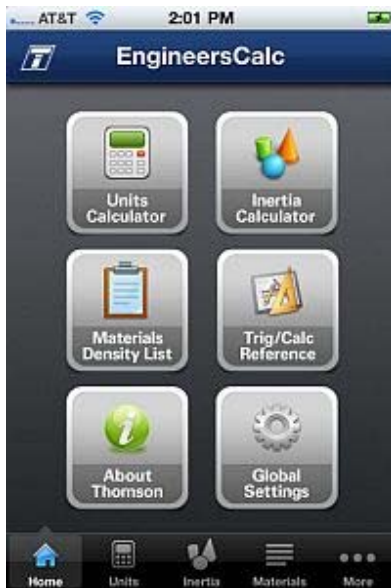 AT&T 2:01 PM
EngineersCalc
Units
Calculator
Inertia
Calculator
Materials
Density List
Trig/Calc
Reference
About
Thomson
Global
Settings
Home Units Inertia Materials More